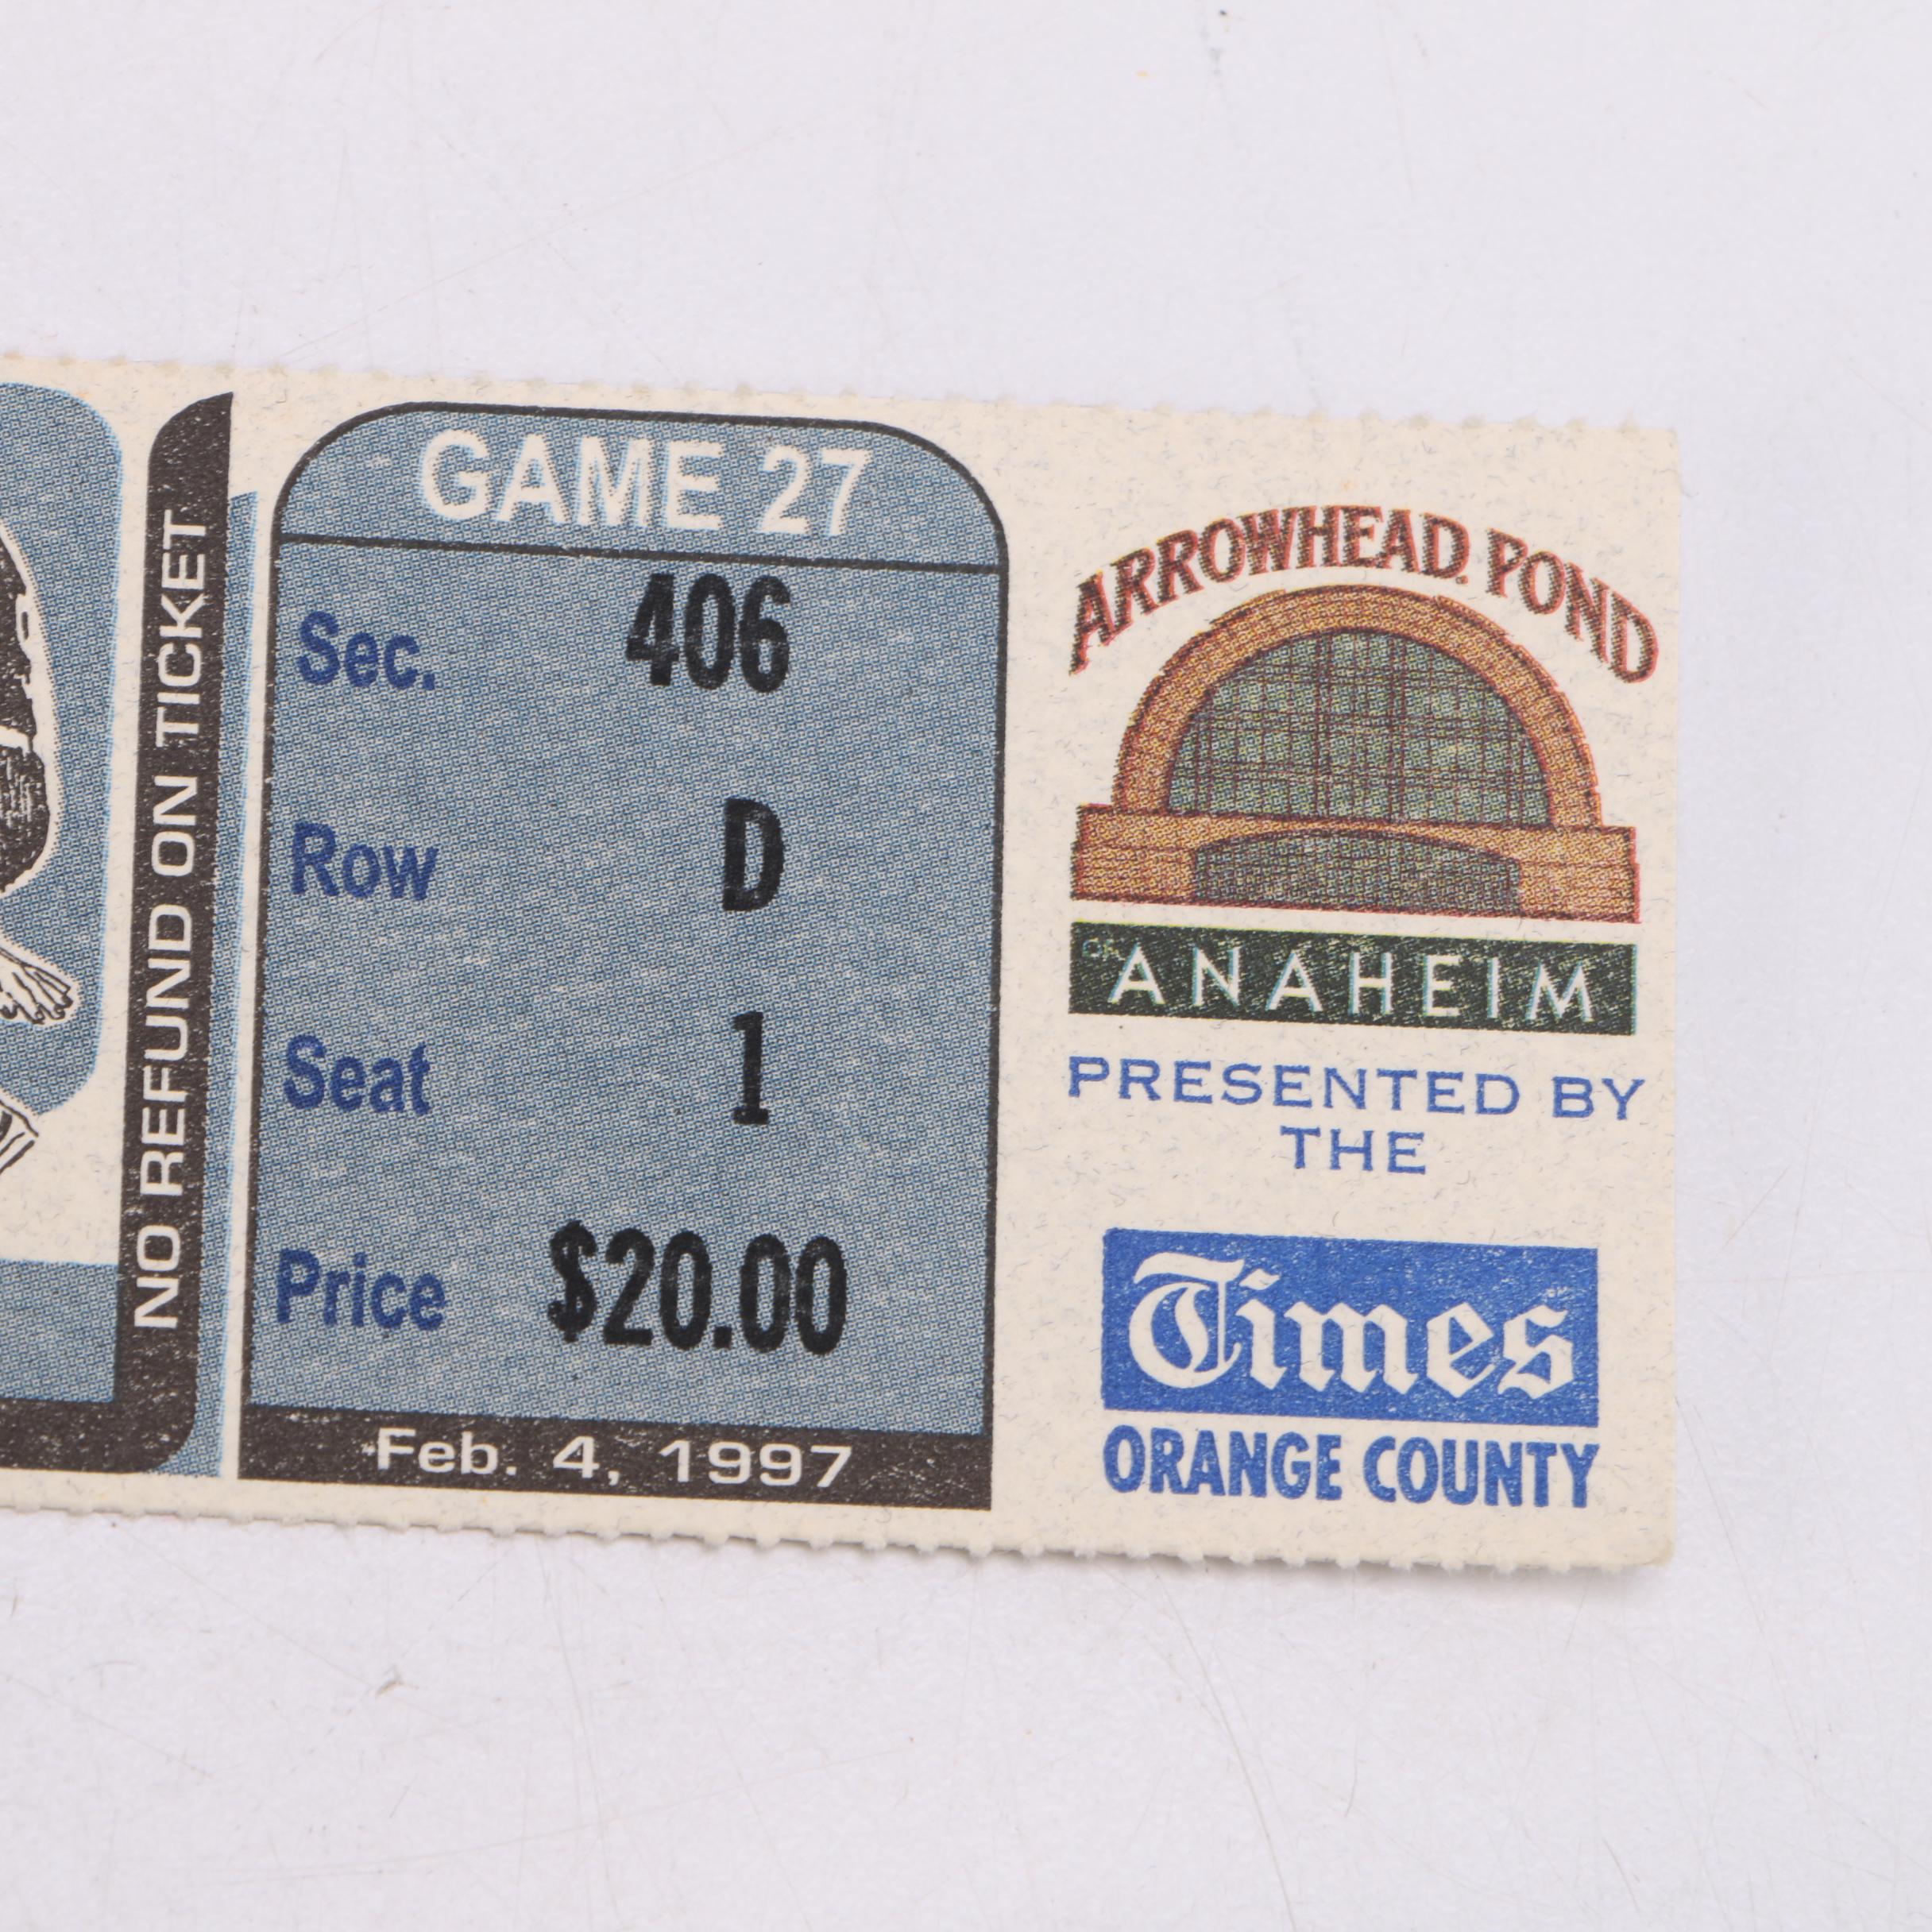 NO REFUND ON TICKET
GAME 27
Sec. 406
Row D
Seat 1
Price $20.00
Feb. 4, 1997
ARROWHEAD POND
OF ANAHEIM
PRESENTED BY
THE
Times
ORANGE COUNTY